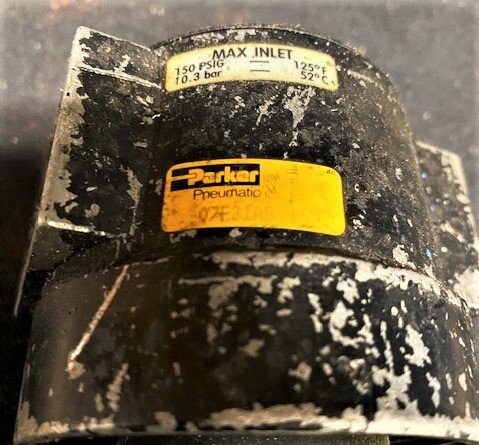 MAX INLET
150 PSIG 125°F
10.3 bar 52°C
Parker
Pneumatic